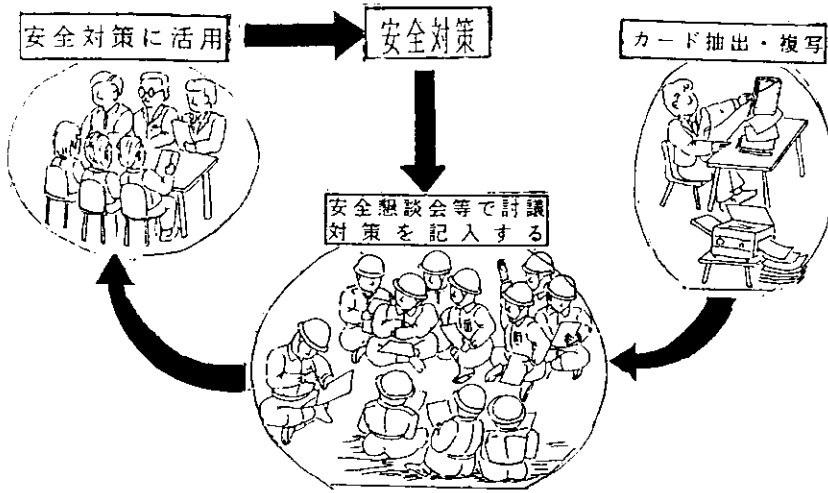 安全対策に活用
安全対策
カード抽出・複写
安全懇談会等で討議
対策を記入する